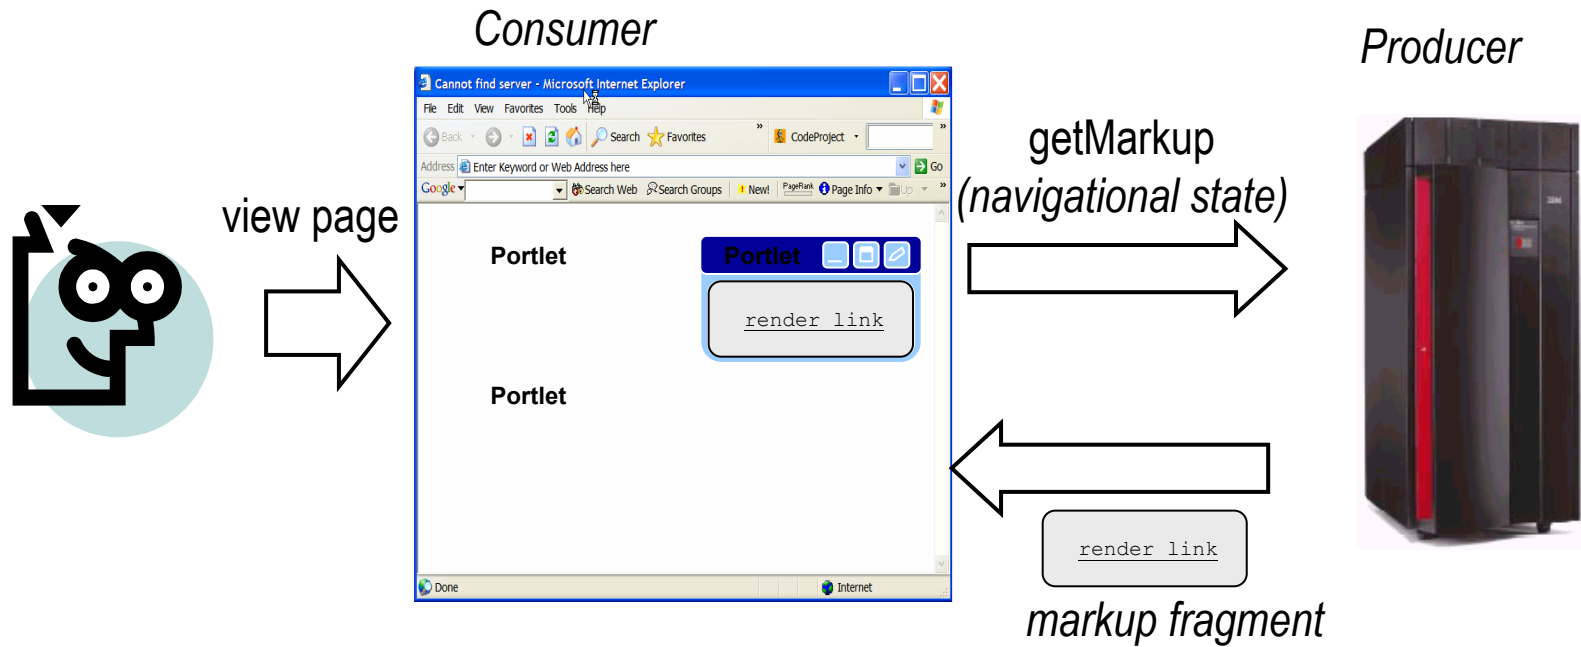 Consumer
Producer
Cannot find server - Microsoft Internet Explorer
File Edit View Favorites Tools Help
Back Search Favorites » CodeProject »
Address Enter Keyword or Web Address here Go
Google Search Web Search Groups New! PageRank Page Info Up »
view page
getMarkup
(navigational state)
Portlet
Portlet
render link
Portlet
render link
markup fragment
Done Internet
IBM